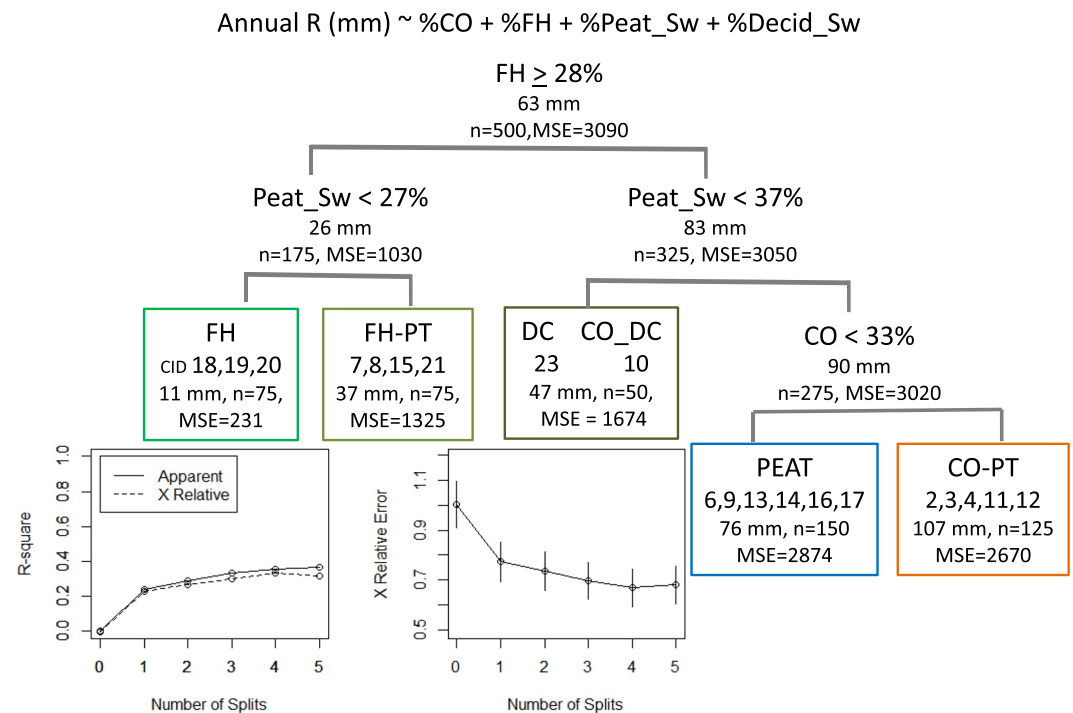 Annual R (mm) ~ %CO + %FH + %Peat_Sw + %Decid_Sw
FH ≥ 28%
63 mm
n=500,MSE=3090
Peat_Sw < 27%
26 mm
n=175, MSE=1030
Peat_Sw < 37%
83 mm
n=325, MSE=3050
FH
CID 18,19,20
11 mm, n=75,
MSE=231
FH-PT
7,8,15,21
37 mm, n=75,
MSE=1325
DC CO_DC
23 10
47 mm, n=50,
MSE = 1674
CO < 33%
90 mm
n=275, MSE=3020
PEAT
6,9,13,14,16,17
76 mm, n=150
MSE=2874
CO-PT
2,3,4,11,12
107 mm, n=125
MSE=2670
R-square
1.0
0.8
0.6
0.4
0.2
0.0
Apparent
X Relative
0 1 2 3 4 5
Number of Splits
X Relative Error
1.1
0.9
0.7
0.5
0 1 2 3 4 5
Number of Splits